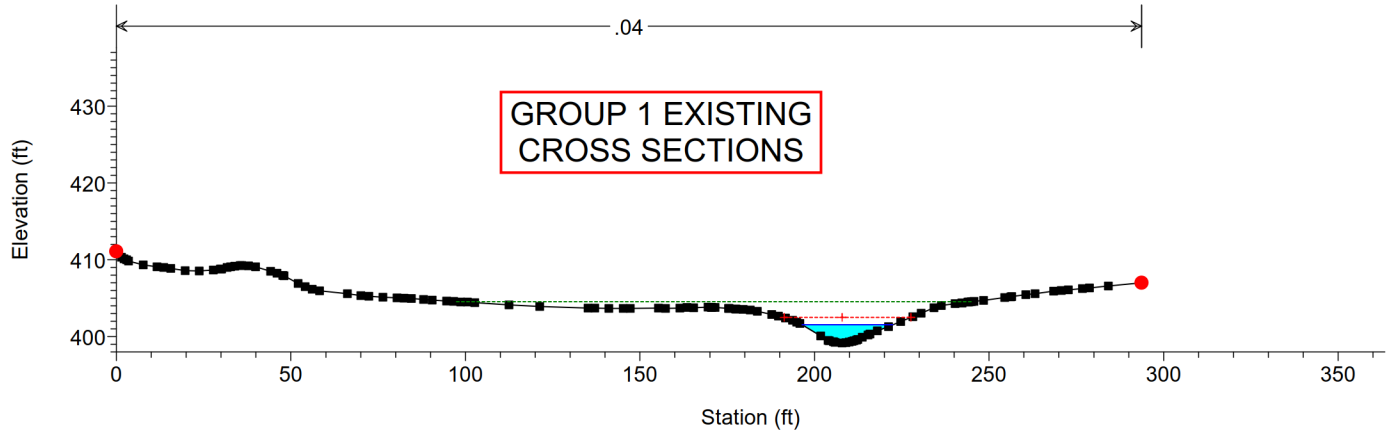 .04
GROUP 1 EXISTING
CROSS SECTIONS
Elevation (ft)
430
420
410
400
0 50 100 150 200 250 300 350
Station (ft)